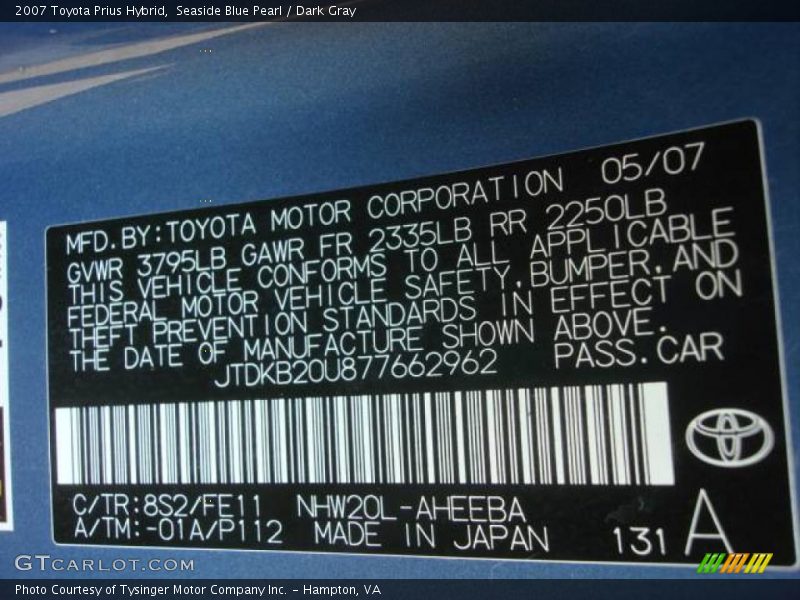 2007 Toyota Prius Hybrid, Seaside Blue Pearl / Dark Gray
MFD.BY:TOYOTA MOTOR CORPORATION 05/07
GVWR 3795LB GAWR FR 2335LB RR 2250LB
THIS VEHICLE CONFORMS TO ALL APPLICABLE
FEDERAL MOTOR VEHICLE SAFETY,BUMPER,AND
THEFT PREVENTION STANDARDS IN EFFECT ON
THE DATE OF MANUFACTURE SHOWN ABOVE.
JTDKB20U877662962 PASS.CAR
C/TR:8S2/FE11 NHW20L-AHEEBA
A/TM:-01A/P112 MADE IN JAPAN 131 A
GTCARLOT.COM
Photo Courtesy of Tysinger Motor Company Inc. - Hampton, VA